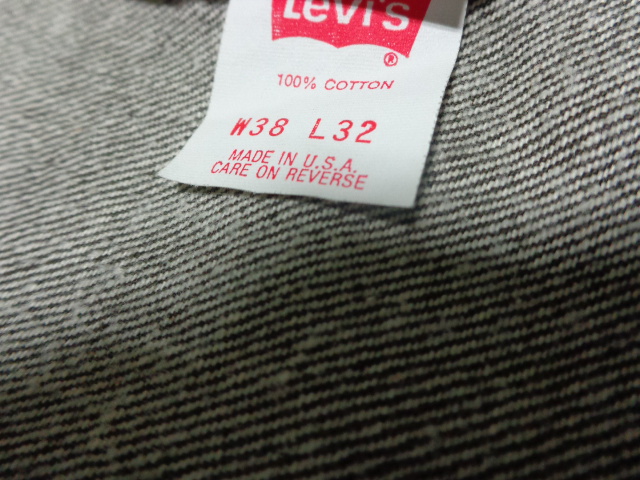 Levi's
®
100% COTTON
W38 L32
MADE IN U.S.A.
CARE ON REVERSE